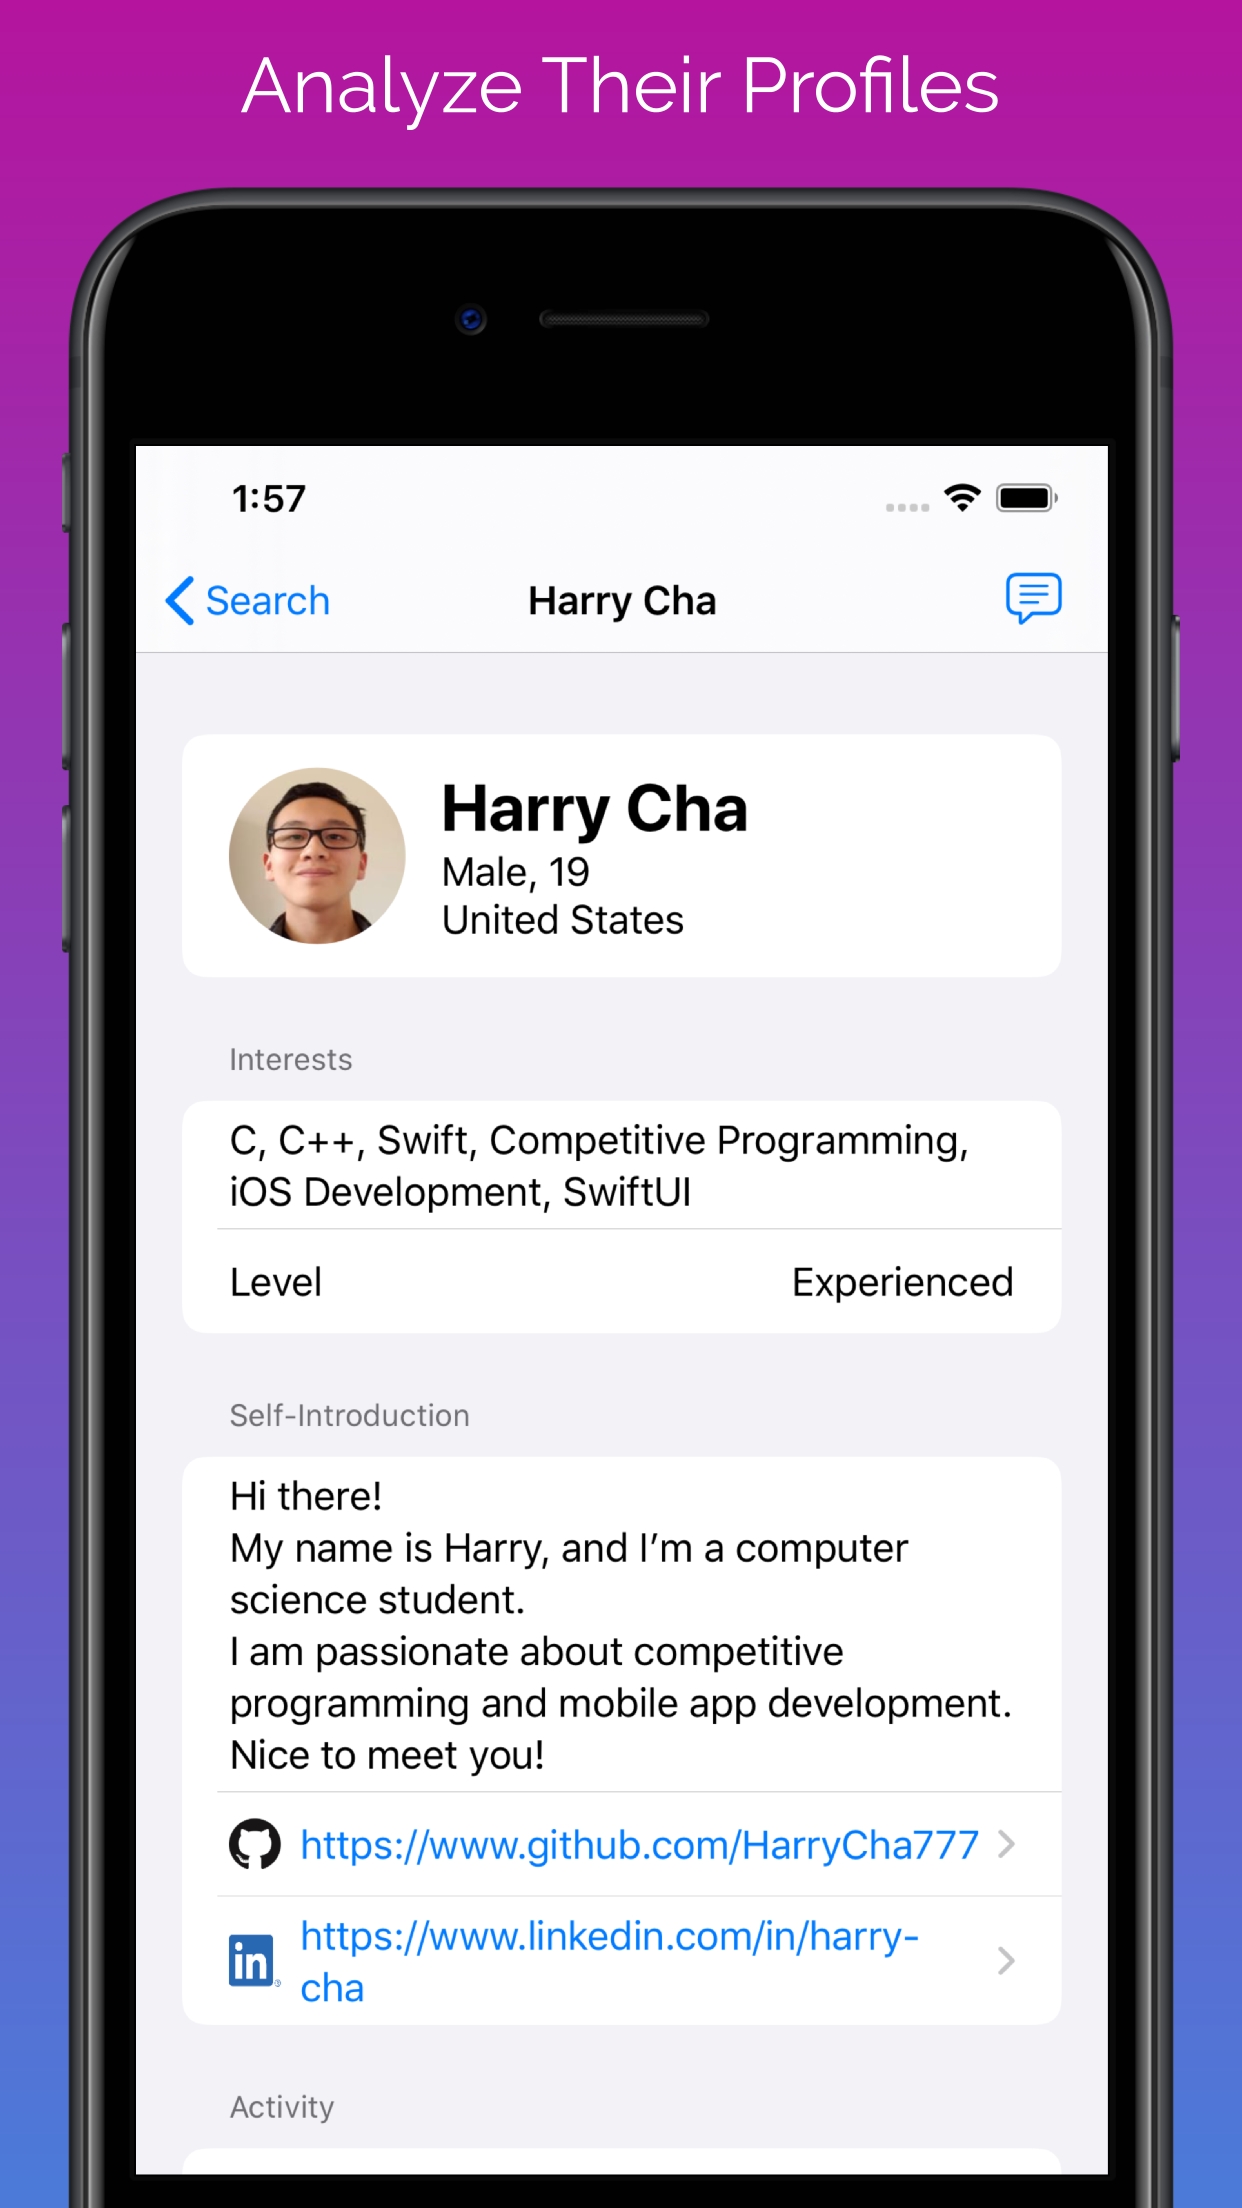 Analyze Their Profiles
1:57
Search
Harry Cha
Harry Cha
Male, 19
United States
Interests
C, C++, Swift, Competitive Programming,
iOS Development, SwiftUI
Level
Experienced
Self-Introduction
Hi there!
My name is Harry, and I’m a computer
science student.
I am passionate about competitive
programming and mobile app development.
Nice to meet you!
https://www.github.com/HarryCha777
in
https://www.linkedin.com/in/harry-
cha
Activity